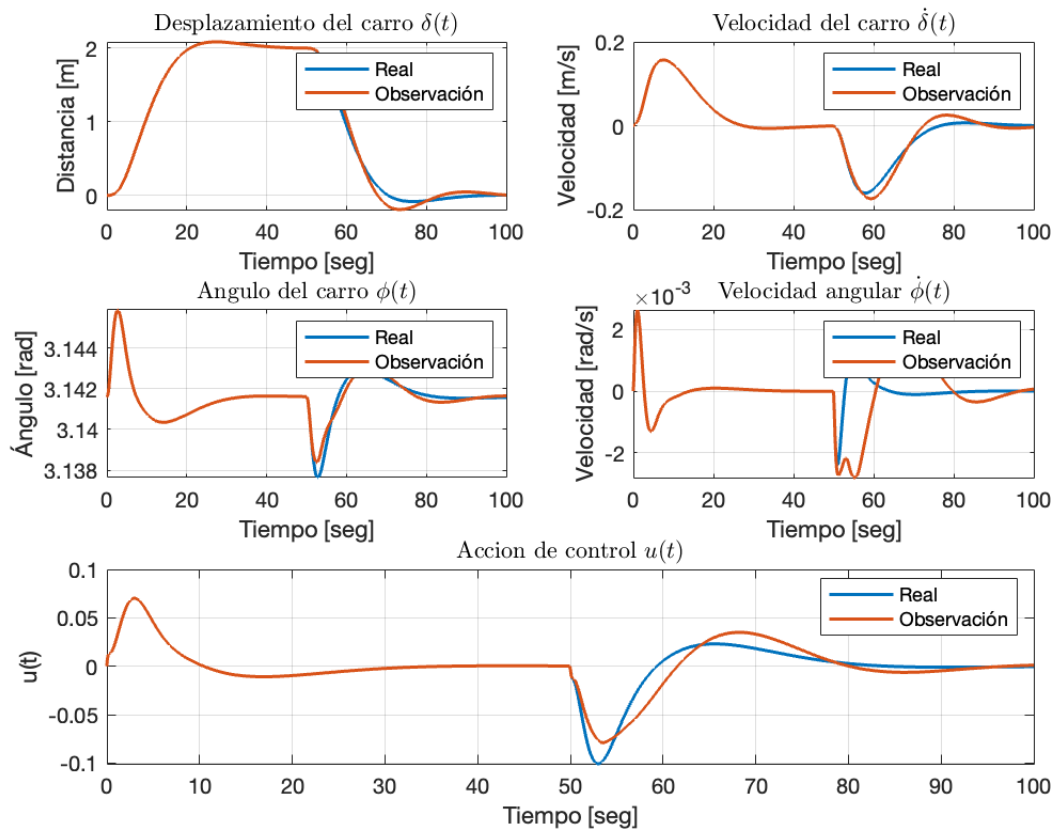 Desplazamiento del carro δ(t)
Distancia [m]
2
1
0
0 20 40 60 80 100
Tiempo [seg]
Real
Observación
Velocidad del carro δ̇(t)
Velocidad [m/s]
0.2
0
-0.2
0 20 40 60 80 100
Tiempo [seg]
Real
Observación
Angulo del carro ϕ(t)
Ángulo [rad]
3.144
3.142
3.14
3.138
0 20 40 60 80 100
Tiempo [seg]
Real
Observación
×10⁻³
Velocidad angular ϕ̇(t)
Velocidad [rad/s]
2
0
-2
0 20 40 60 80 100
Tiempo [seg]
Real
Observación
Accion de control u(t)
u(t)
0.1
0.05
0
-0.05
-0.1
0 10 20 30 40 50 60 70 80 90 100
Tiempo [seg]
Real
Observación